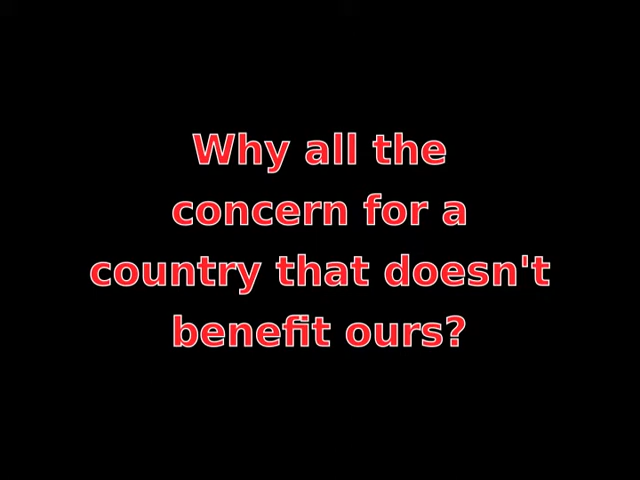 Why all the
concern for a
country that doesn't
benefit ours?